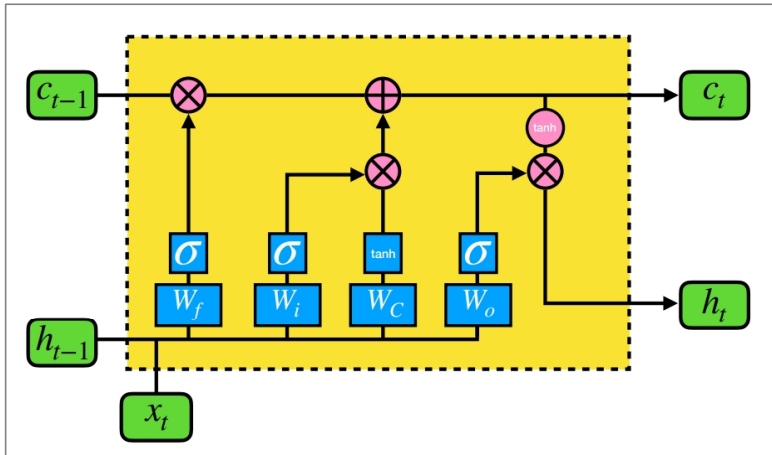 c_{t-1}
c_t
tanh
σ
σ
tanh
σ
W_f
W_i
W_C
W_o
h_{t-1}
h_t
x_t